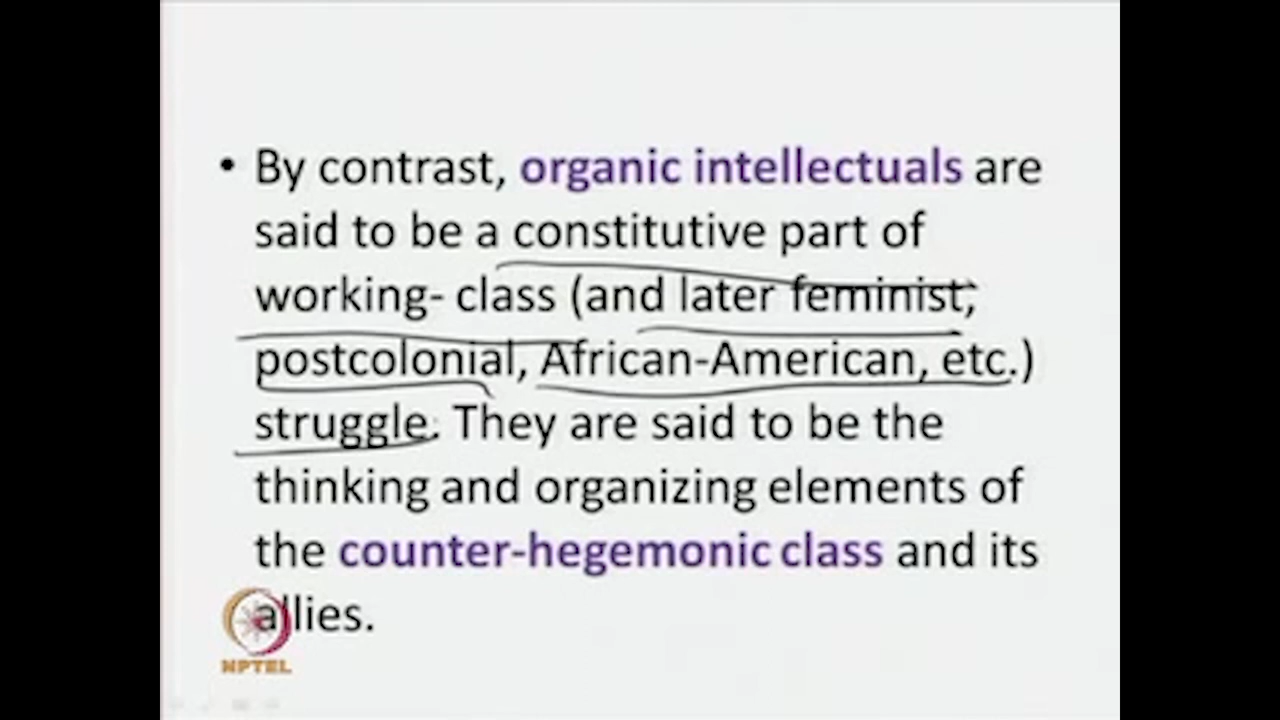 • By contrast, organic intellectuals are
said to be a constitutive part of
working- class (and later feminist,
postcolonial, African-American, etc.)
struggle. They are said to be the
thinking and organizing elements of
the counter-hegemonic class and its
allies.
NPTEL